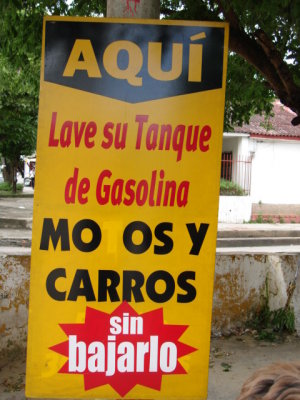 AQUÍ
Lave su Tanque
de Gasolina
MO OS Y
CARROS
sin
bajarlo